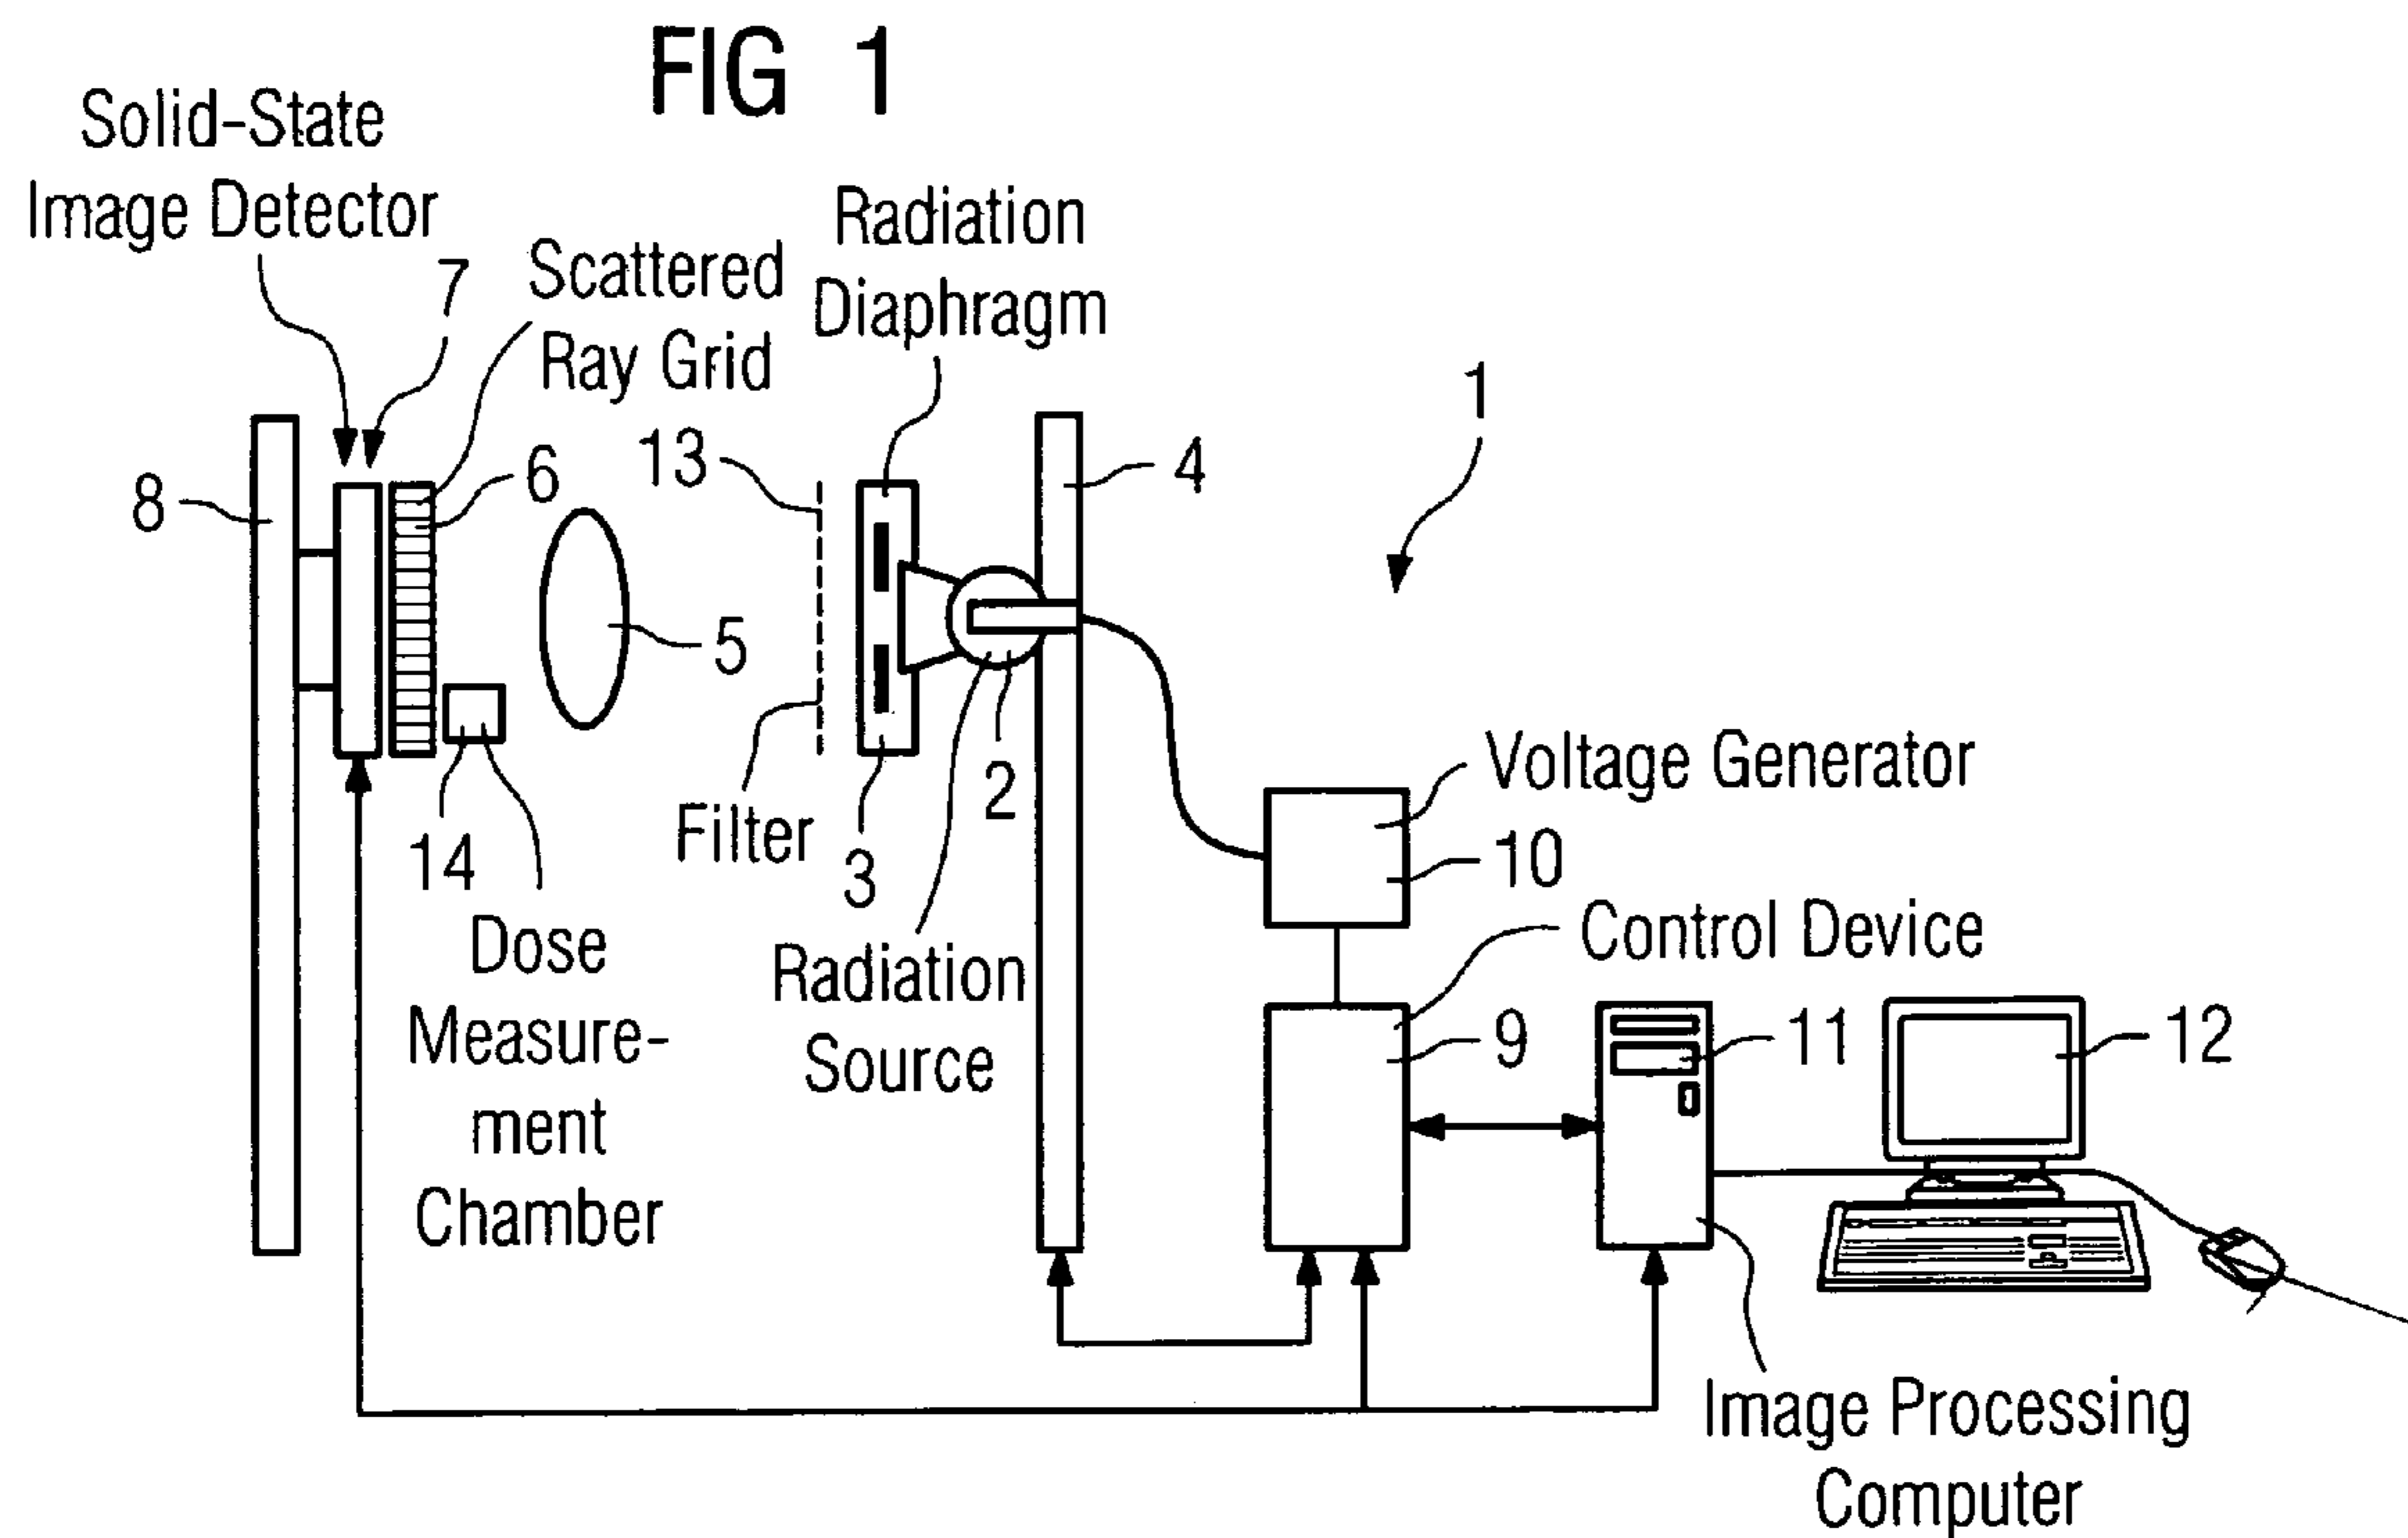 FIG 1
Solid-State
Image Detector
7
Scattered
Ray Grid
Radiation
Diaphragm
1
8
6
13
4
5
2
14
Filter
3
Dose
Measure-
ment
Chamber
Radiation
Source
Voltage Generator
10
Control Device
9
11
12
Image Processing
Computer